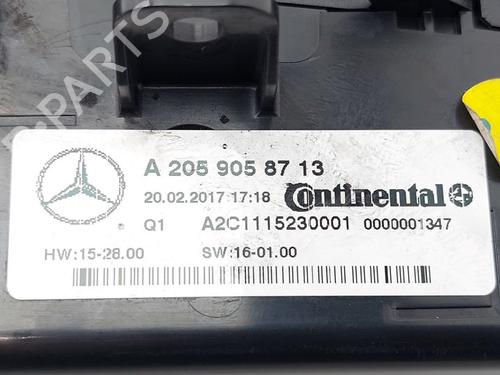 B-PARTS
A 205 905 87 13
20.02.2017 17:18 Continental
Q1 A2C1115230001 0000001347
HW:15-28.00 SW:16-01.00